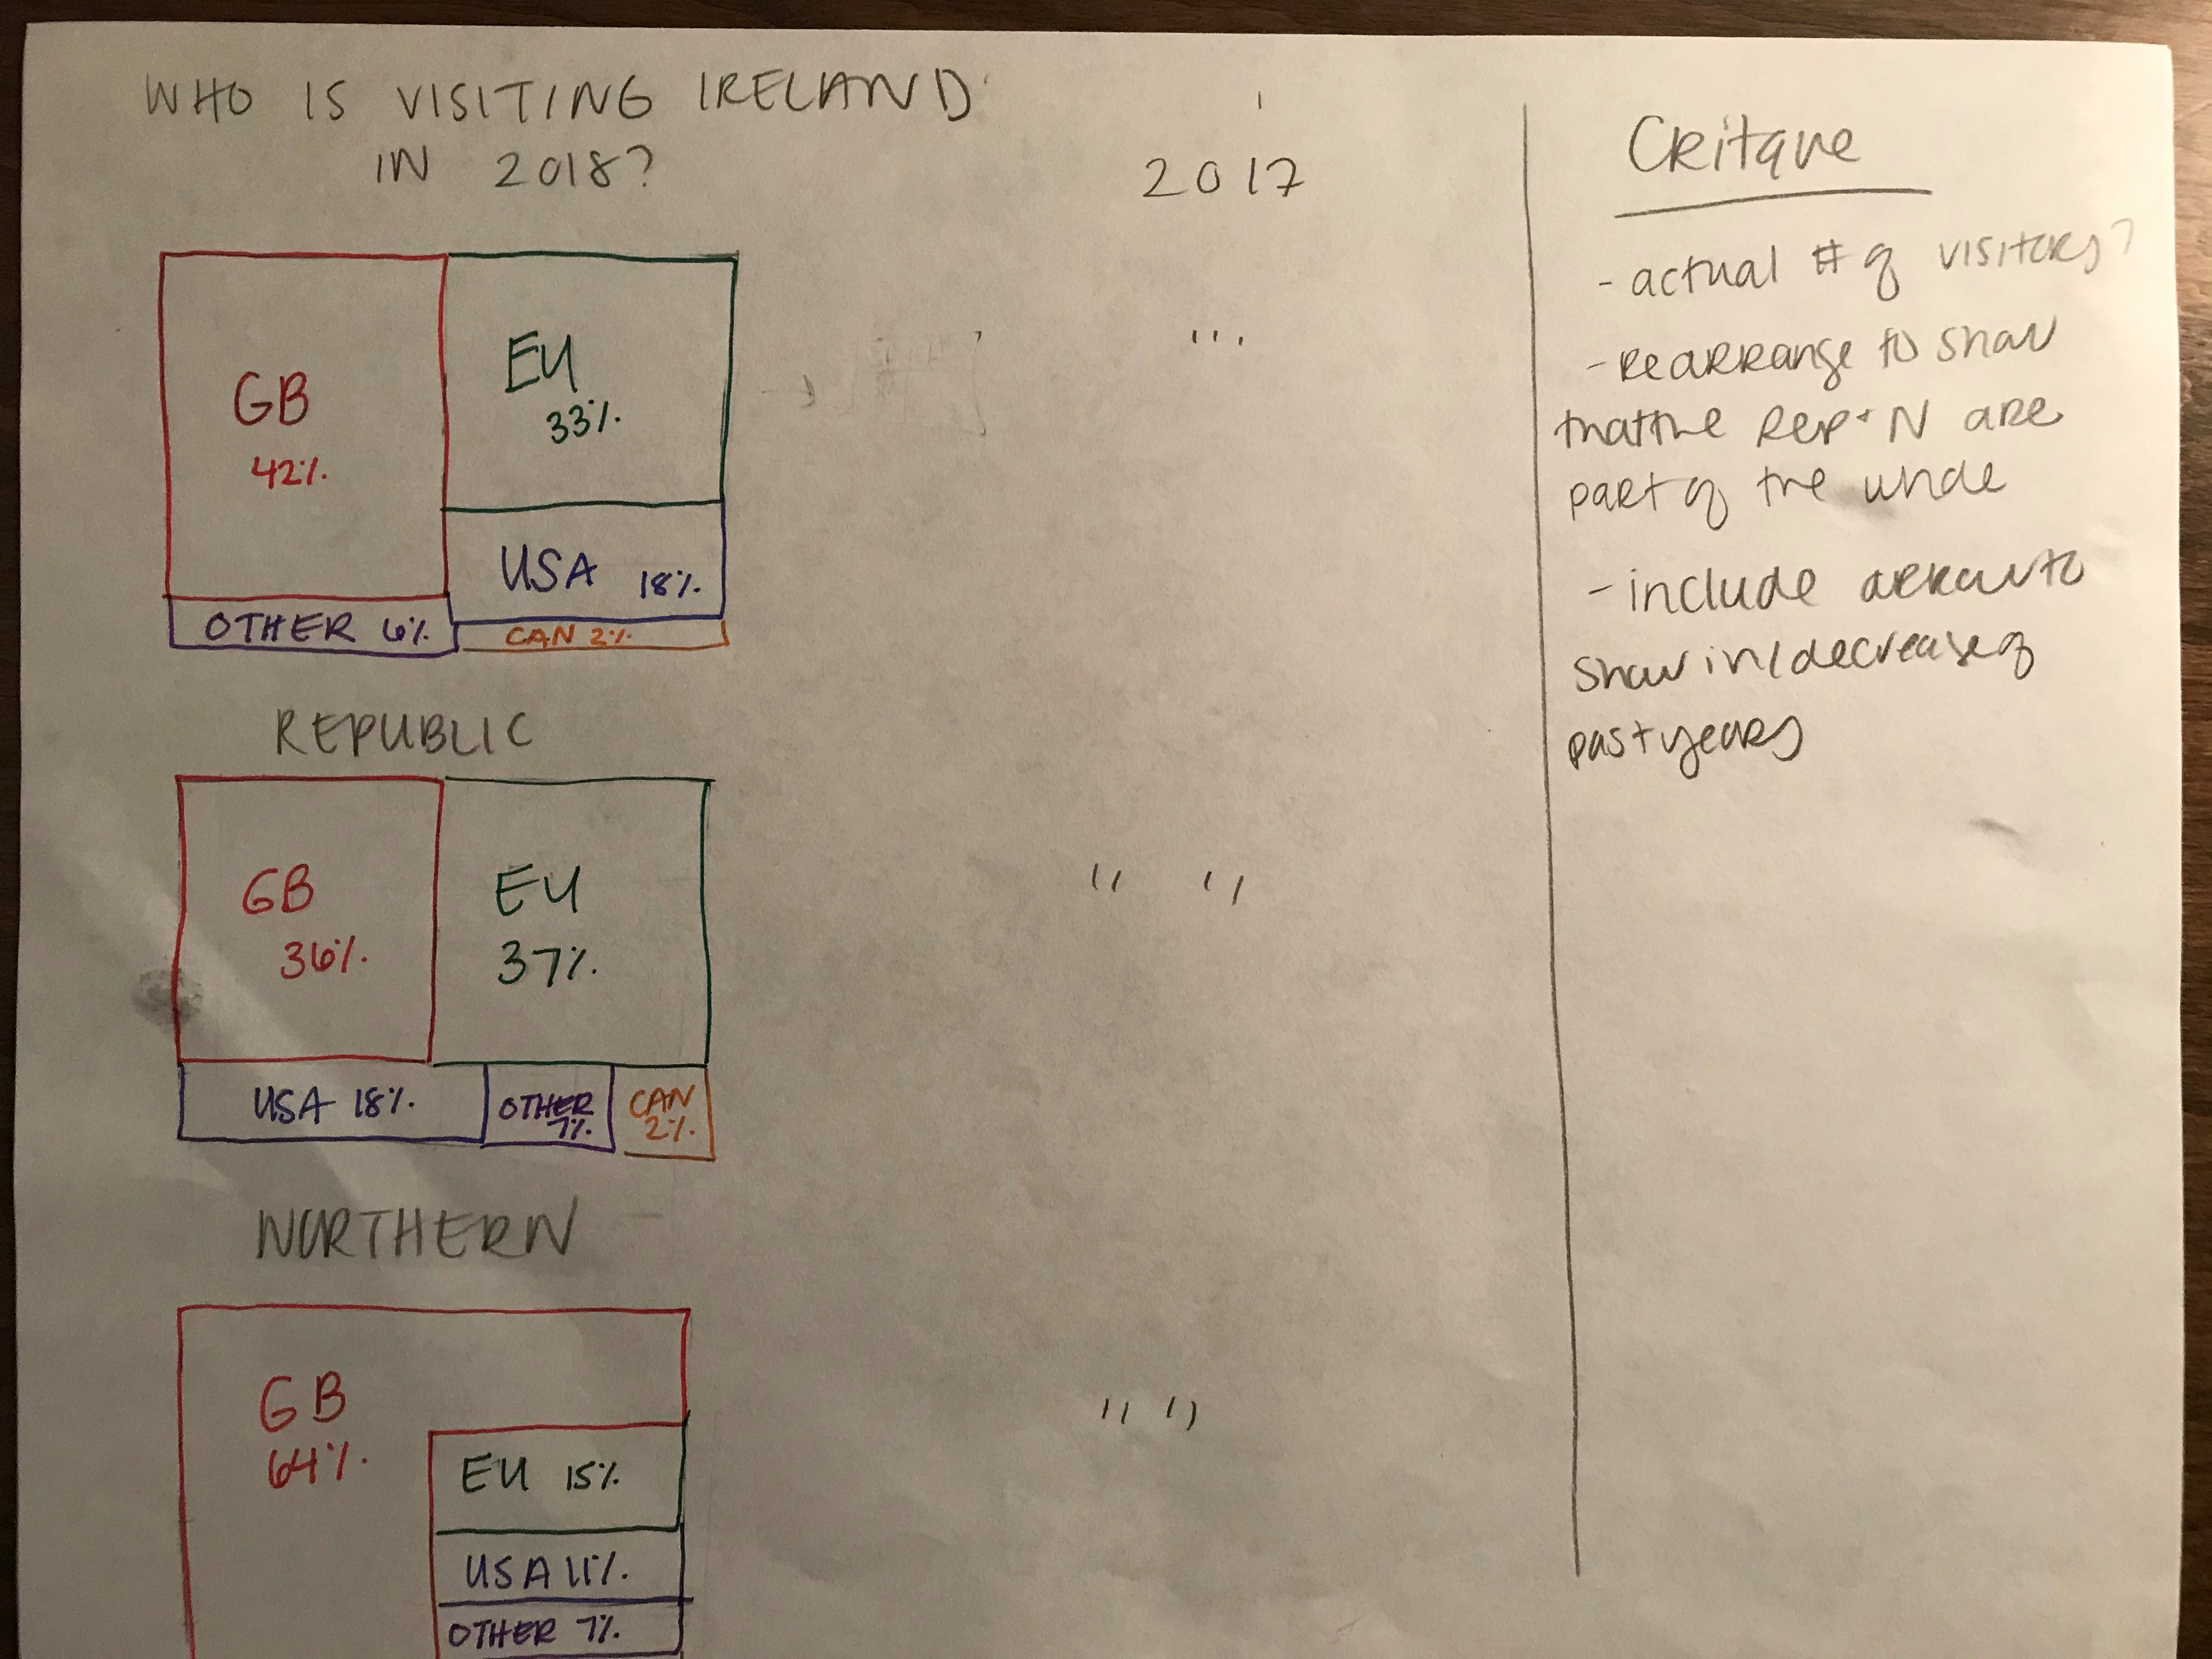 WHO IS VISITING IRELAND
IN 2018?
2017
GB
42%
EU
33%
USA 18%
OTHER 6%
CAN 2%
"
REPUBLIC
GB
36%
EU
37%
USA 18%
OTHER
7%
CAN
2%
" "
NORTHERN
GB
64%
EU 15%
USA 11%
OTHER 7%
" "
Critque
- actual # of visitors?
- Rearrange to show
that the Rep + N are
part of the whole
- include arrow to
show in/decrease of
past years